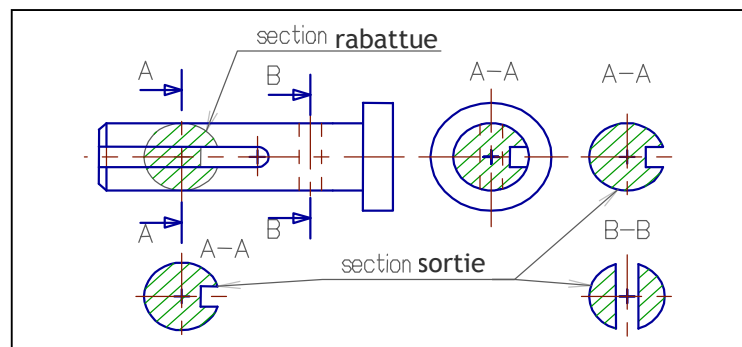 section rabattue
A
B
A-A
A-A
A
B
A-A
B-B
section sortie